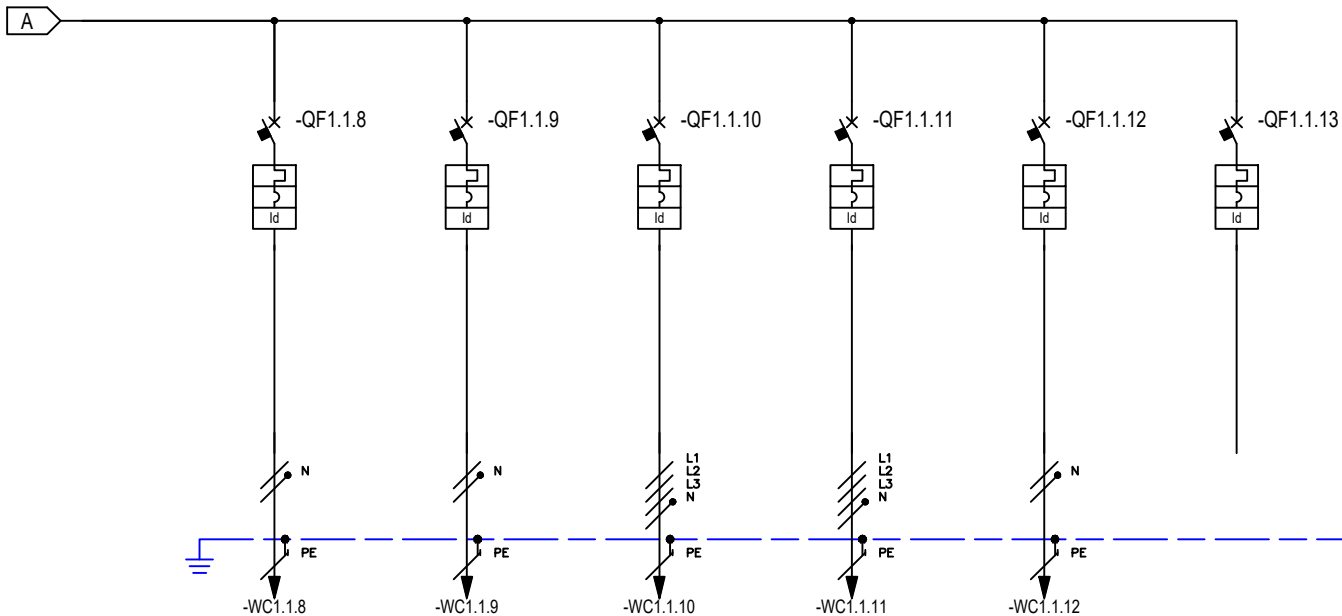 A
-QF1.1.8 -QF1.1.9 -QF1.1.10 -QF1.1.11 -QF1.1.12 -QF1.1.13
Id Id Id Id Id Id
L1 L1
L2 L2
L3 L3
N N N N N
PE PE PE PE PE
-WC1.1.8 -WC1.1.9 -WC1.1.10 -WC1.1.11 -WC1.1.12